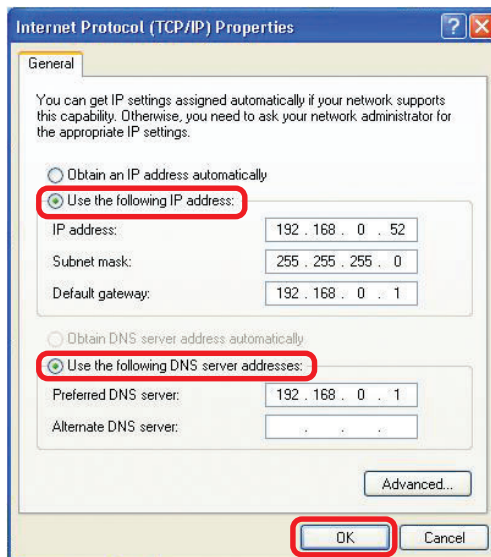 Internet Protocol (TCP/IP) Properties
General
You can get IP settings assigned automatically if your network supports
this capability. Otherwise, you need to ask your network administrator for
the appropriate IP settings.
Obtain an IP address automatically
Use the following IP address:
IP address: 192 . 168 . 0 . 52
Subnet mask: 255 . 255 . 255 . 0
Default gateway: 192 . 168 . 0 . 1
Obtain DNS server address automatically
Use the following DNS server addresses:
Preferred DNS server: 192 . 168 . 0 . 1
Alternate DNS server: . . .
Advanced...
OK Cancel